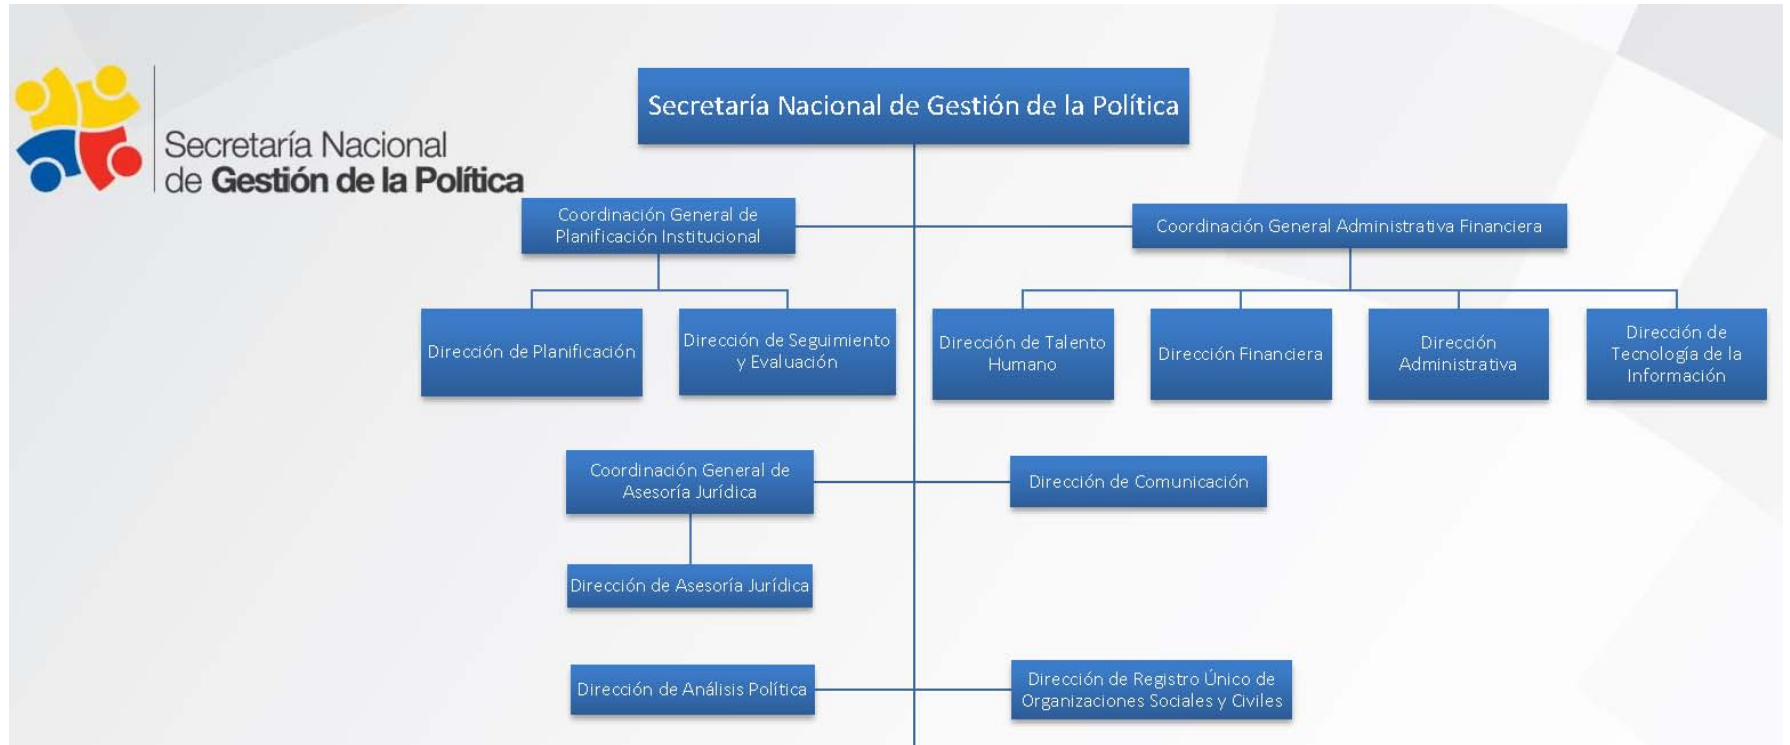 Secretaría Nacional
de Gestión de la Política
Secretaría Nacional de Gestión de la Política
Coordinación General de
Planificación Institucional
Coordinación General Administrativa Financiera
Dirección de Planificación
Dirección de Seguimiento
y Evaluación
Dirección de Talento
Humano
Dirección Financiera
Dirección
Administrativa
Dirección de
Tecnología de la
Información
Coordinación General de
Asesoría Jurídica
Dirección de Comunicación
Dirección de Asesoría Jurídica
Dirección de Análisis Política
Dirección de Registro Único de
Organizaciones Sociales y Civiles